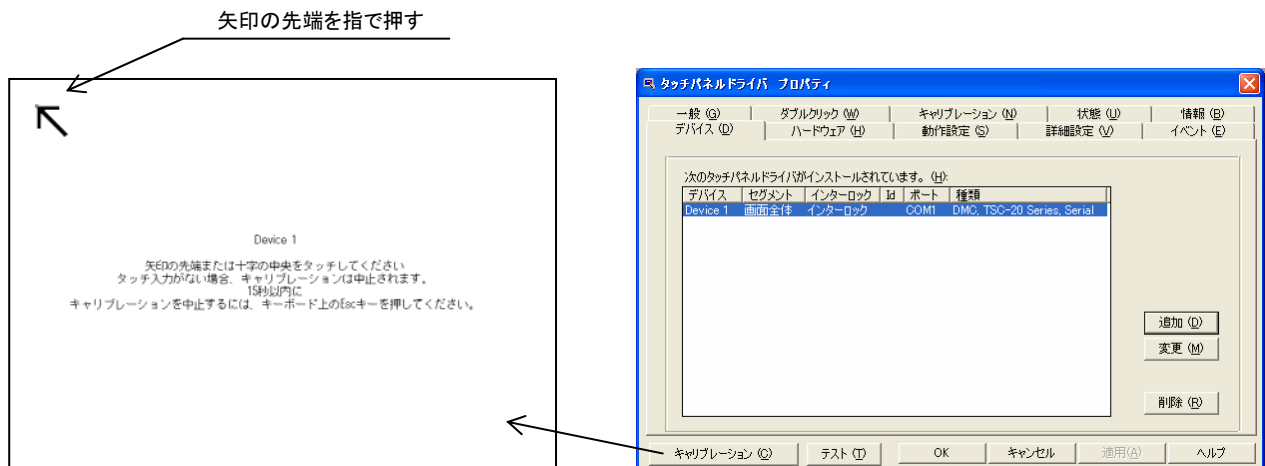 矢印の先端を指で押す
Device 1
矢印の先端または十字の中央をタッチしてください
タッチ入力がない場合、キャリブレーションは中止されます。
15秒以内に
キャリブレーションを中止するには、キーボード上のEscキーを押してください。
タッチパネルドライバ プロパティ
一般 (G) ダブルクリック (W) キャリブレーション (N) 状態 (U) 情報 (B)
デバイス (D) ハードウェア (H) 動作設定 (S) 詳細設定 (V) イベント (E)
次のタッチパネルドライバがインストールされています。(H):
デバイス セグメント インターロック Id ポート 種類
Device 1 画面全体 インターロック COM1 DMC, TSC-20 Series, Serial
追加 (D)
変更 (M)
削除 (R)
キャリブレーション (C) テスト (T) OK キャンセル 適用(A) ヘルプ